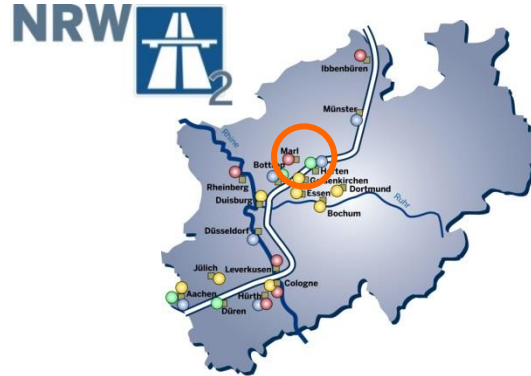 NRW
2
Ibbenbüren
Münster
Marl
Rhine
Herten
Rheinberg
Gelsenkirchen
Dortmund
Duisburg
Essen
Ruhr
Bochum
Düsseldorf
Jülich
Leverkusen
Cologne
Aachen
Hürth
Düren